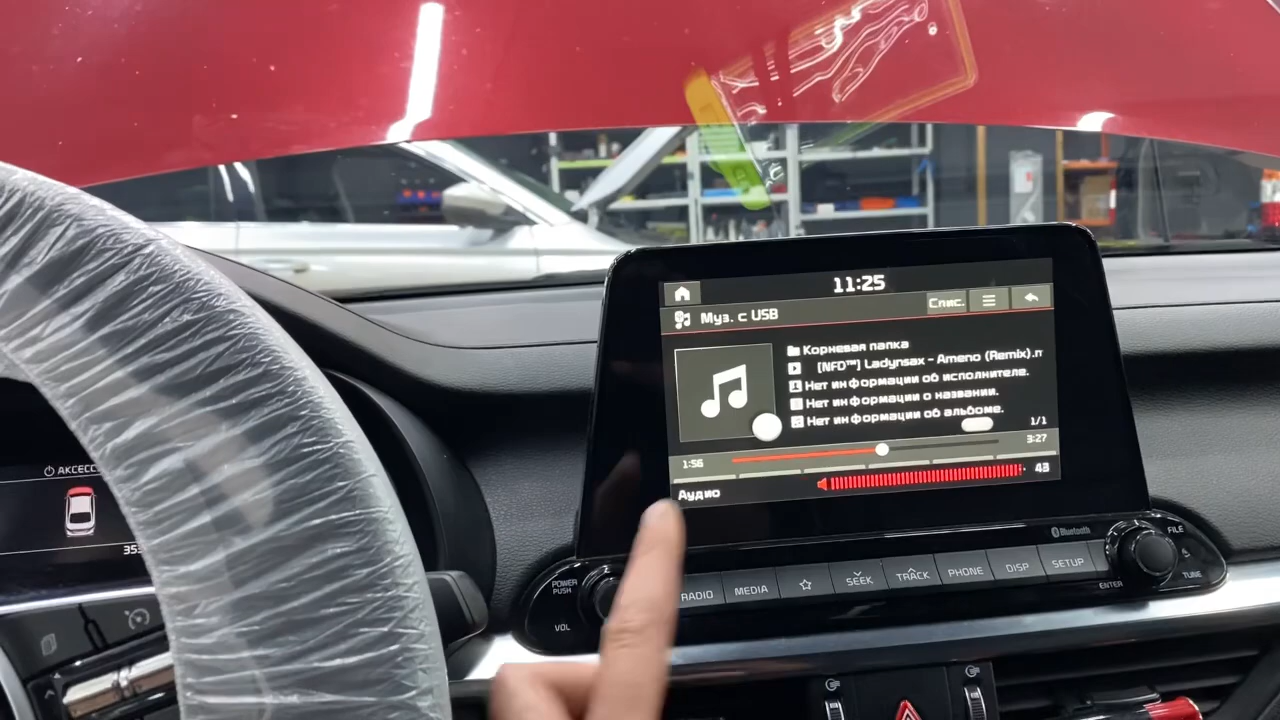 11:25
Спис.
Муз. с USB
Корневая папка
[NFD™] Ladynsax - Ameno (Remix).m
Нет информации об исполнителе.
Нет информации о названии.
Нет информации об альбоме.
1/1
1:56
3:27
Аудио
43
АКСЕСС
353
Bluetooth
POWER
PUSH
VOL
RADIO
MEDIA
SEEK
TRACK
PHONE
DISP
SETUP
FILE
TUNE
ENTER